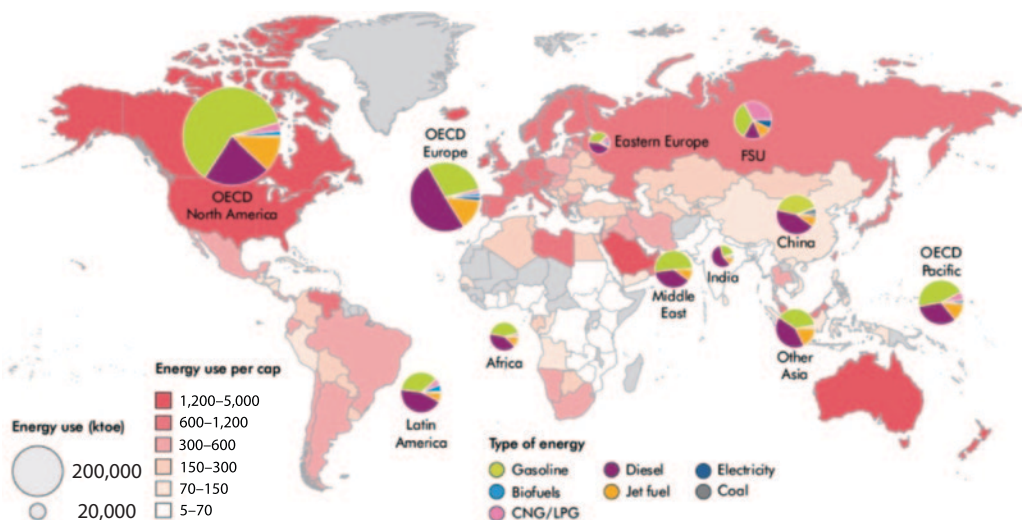 OECD
Europe
Eastern Europe
FSU
OECD
North America
China
OECD
Pacific
India
Middle
East
Africa
Other
Asia
Latin
America
Energy use per cap
1,200–5,000
600–1,200
300–600
150–300
70–150
5–70
Energy use (ktoe)
200,000
20,000
Type of energy
Gasoline
Diesel
Electricity
Biofuels
Jet fuel
Coal
CNG/LPG